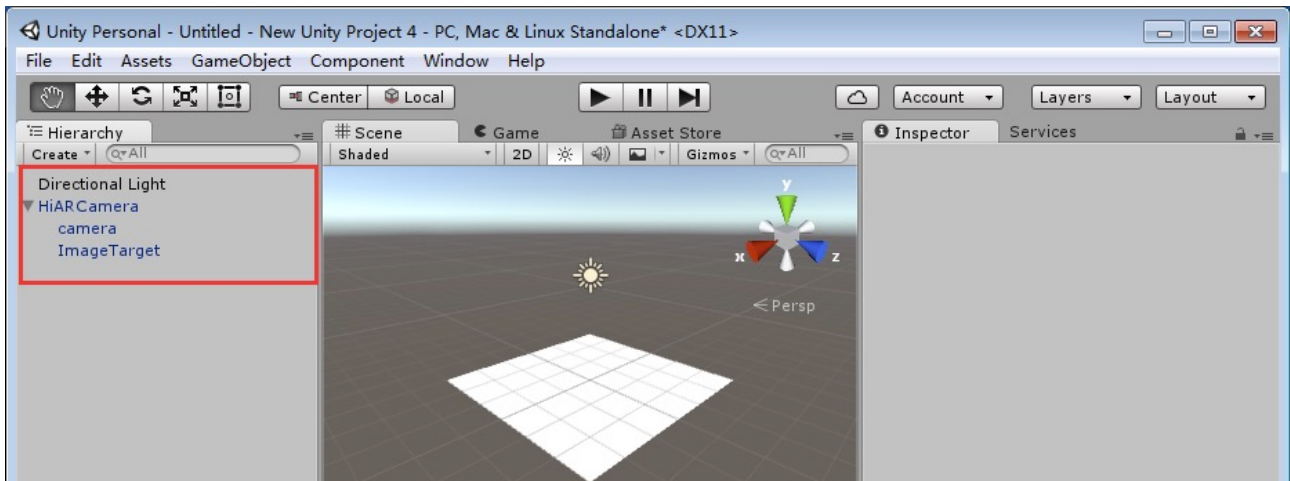 Unity Personal - Untitled - New Unity Project 4 - PC, Mac & Linux Standalone* <DX11>
File Edit Assets GameObject Component Window Help
Center Local Account Layers Layout
Hierarchy Scene Game Asset Store Inspector Services
Create All Shaded 2D Gizmos All
Directional Light
HiARCamera
camera
ImageTarget
y
x z
Persp